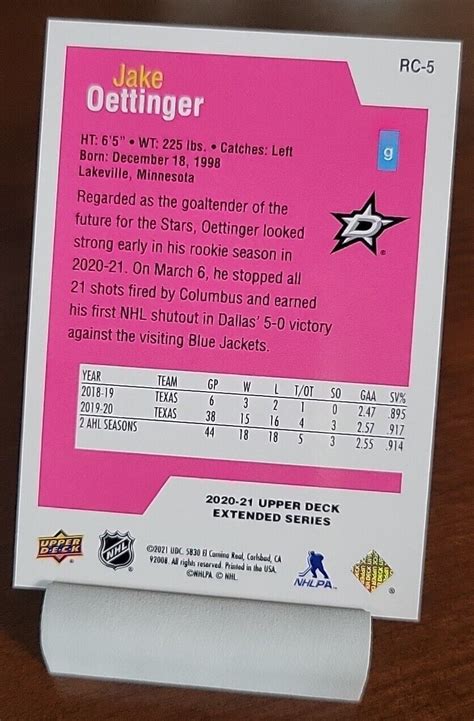 RC-5
Jake
Oettinger
g
HT: 6'5" • WT: 225 lbs. • Catches: Left
Born: December 18, 1998
Lakeville, Minnesota
Regarded as the goaltender of the
future for the Stars, Oettinger looked
strong early in his rookie season in
2020-21. On March 6, he stopped all
21 shots fired by Columbus and earned
his first NHL shutout in Dallas' 5-0 victory
against the visiting Blue Jackets.
D
YEAR TEAM GP W L T/OT SO GAA SV%
2018-19 TEXAS 6 3 2 1 0 2.47 .895
2019-20 TEXAS 38 15 16 4 3 2.57 .917
2 AHL SEASONS 44 18 18 5 3 2.55 .914
2020-21 UPPER DECK
EXTENDED SERIES
UPPER
DECK
NHL
©2021 UDC. 5830 El Camino Real, Carlsbad, CA
92008. All rights reserved. Printed in the USA.
©NHLPA. © NHL.
NHLPA